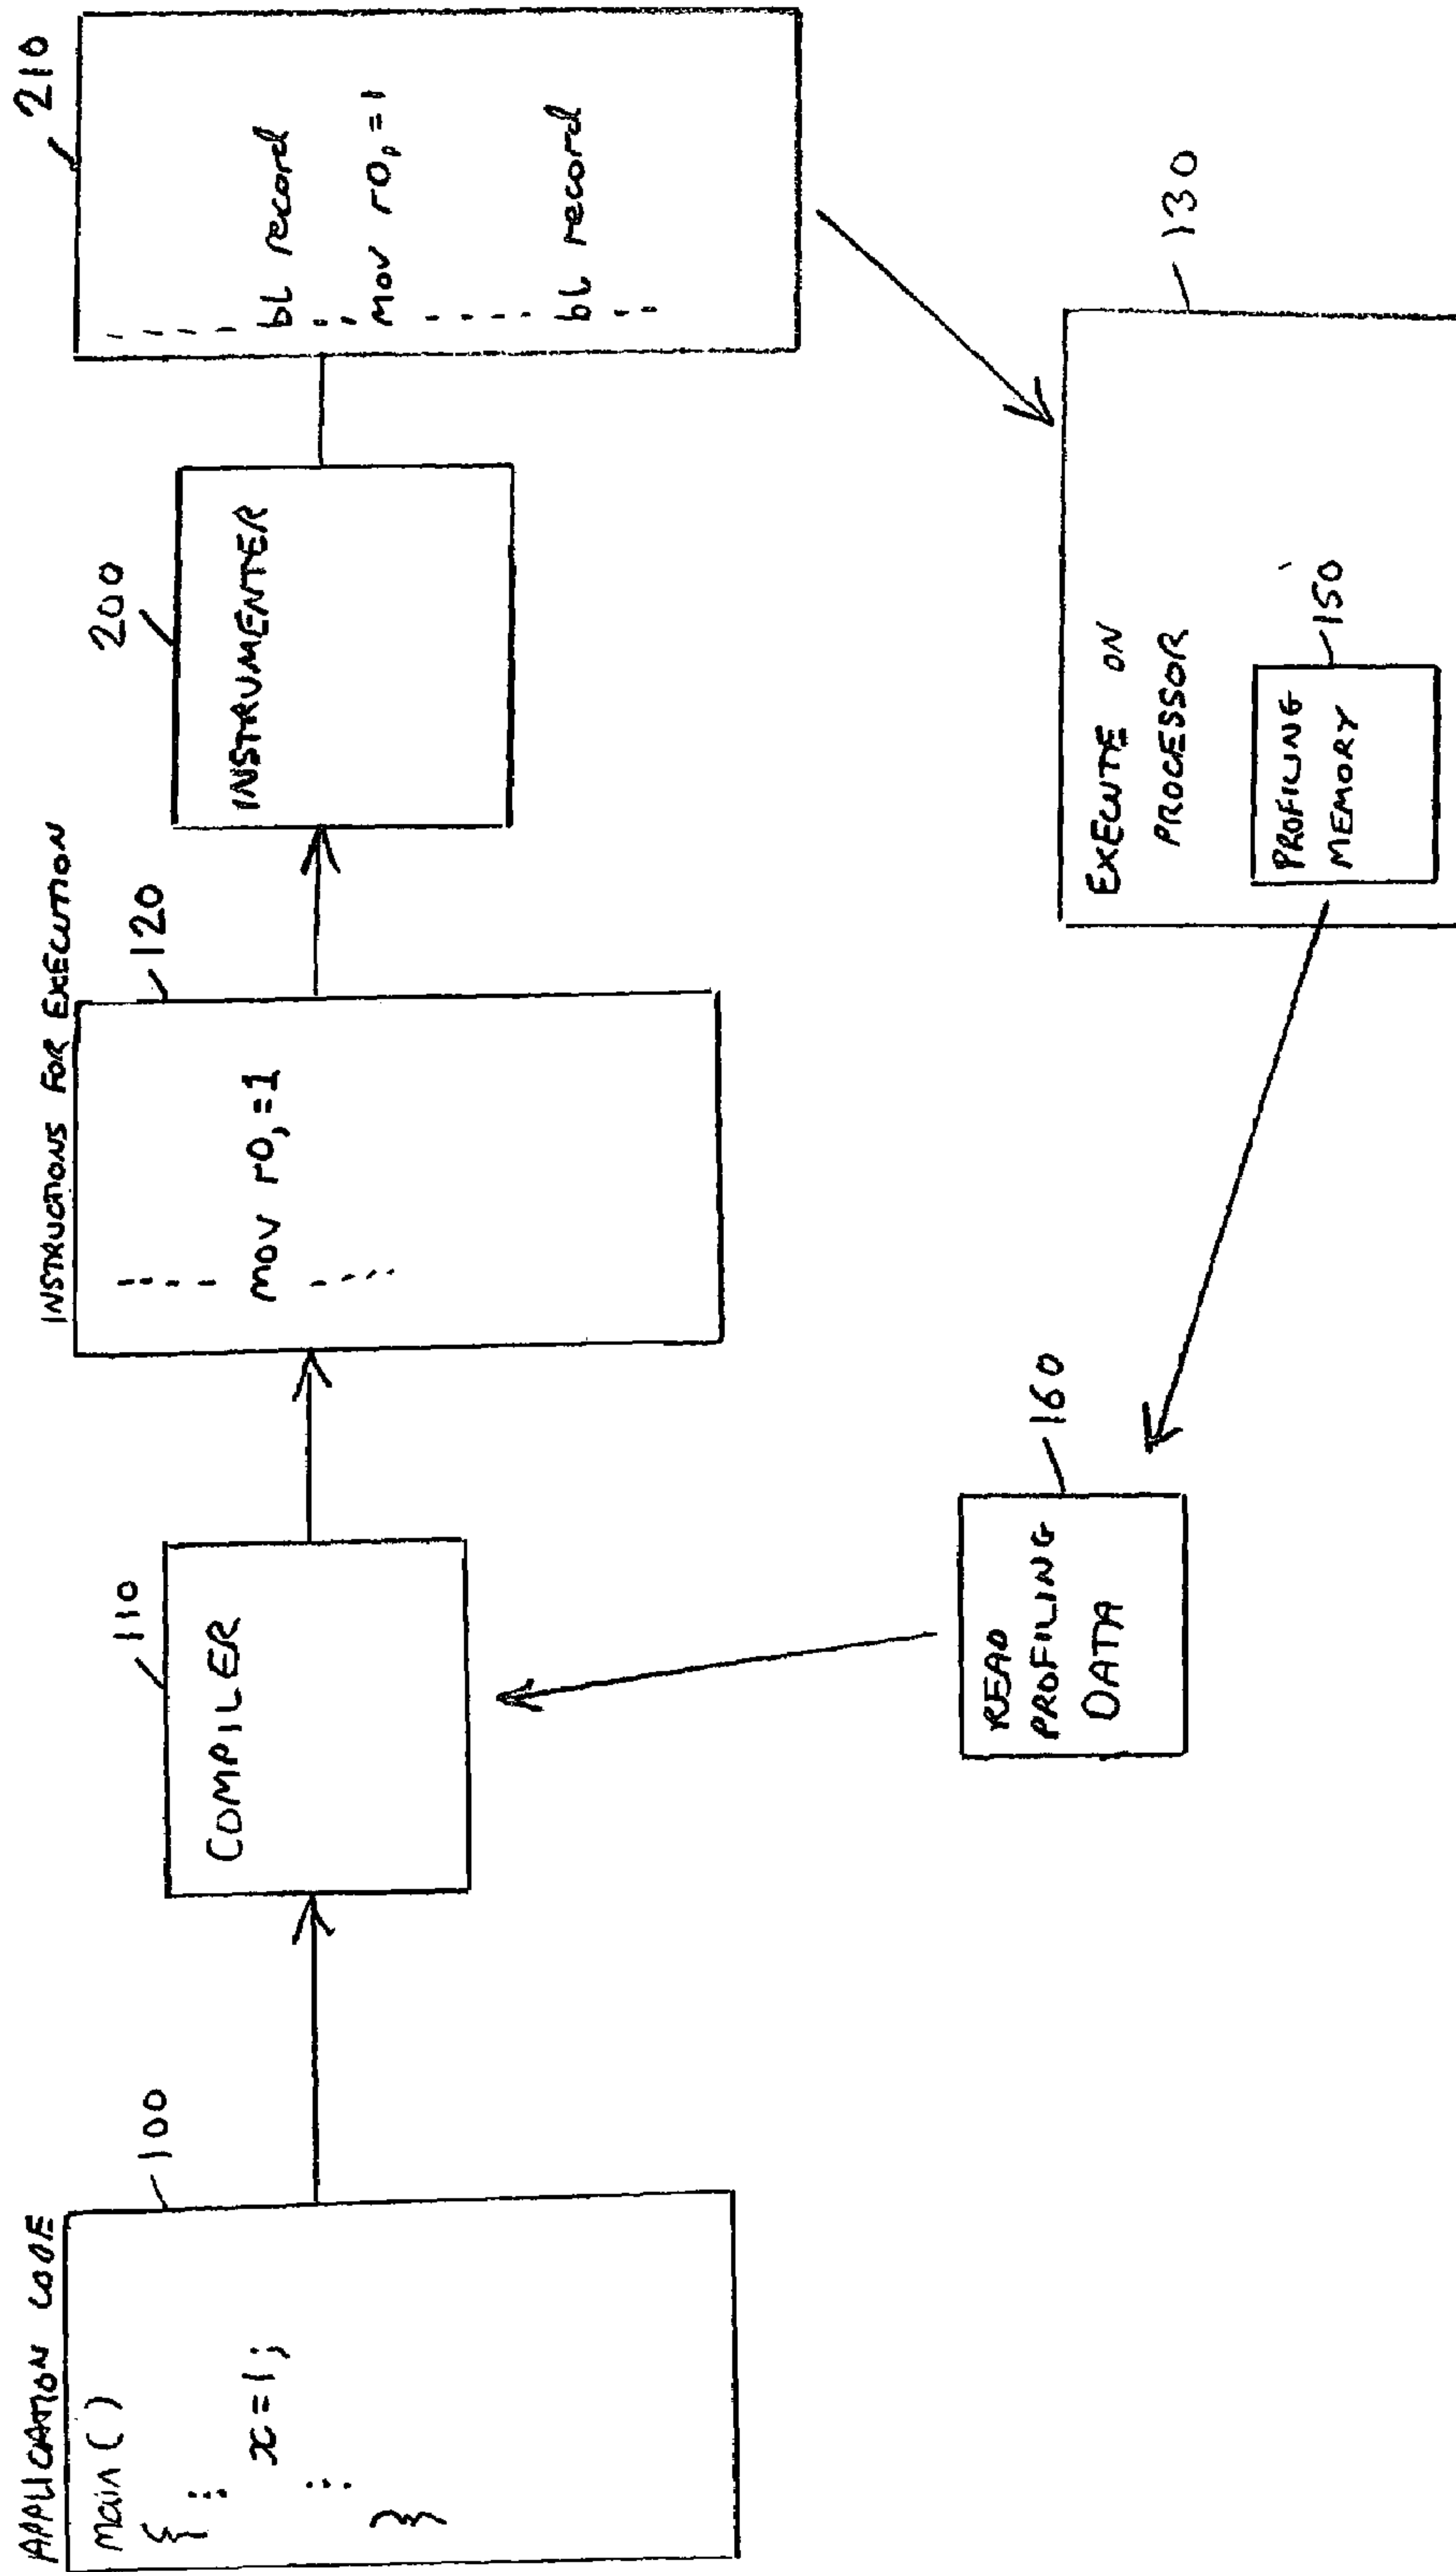 APPLICATION CODE
100
main ( )
{
x = 1 ;
}
110
COMPILER
INSTRUCTIONS FOR EXECUTION
120
mov r0, =1
200
INSTRUMENTER
210
bl record
mov r0, =1
bl record
130
EXECUTE ON
PROCESSOR
150
PROFILING
MEMORY
160
READ
PROFILING
DATA